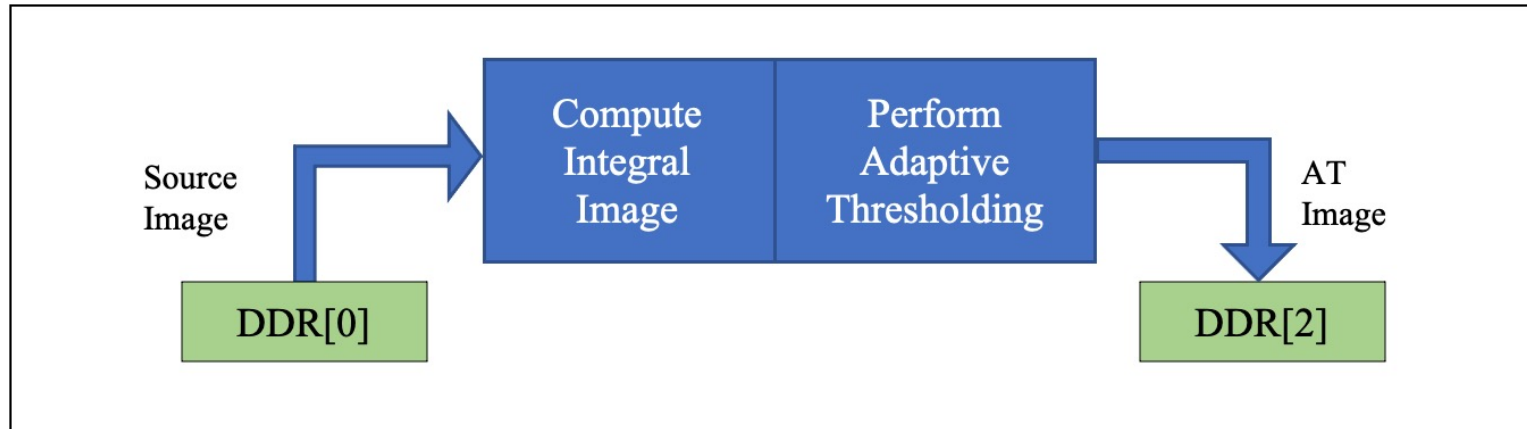 Source
Image
DDR[0]
Compute
Integral
Image
Perform
Adaptive
Thresholding
AT
Image
DDR[2]